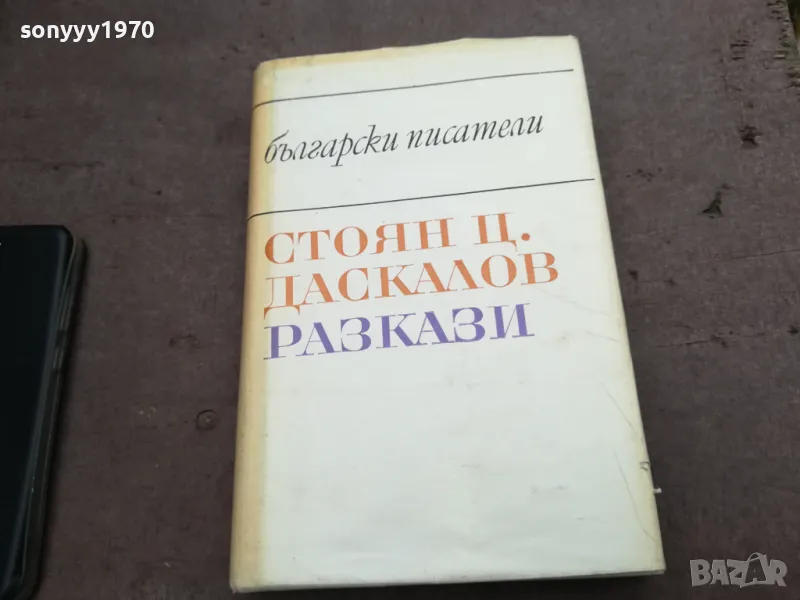 sonyyy1970
български писатели
СТОЯН Ц.
ДАСКАЛОВ
РАЗКАЗИ
BAZAR